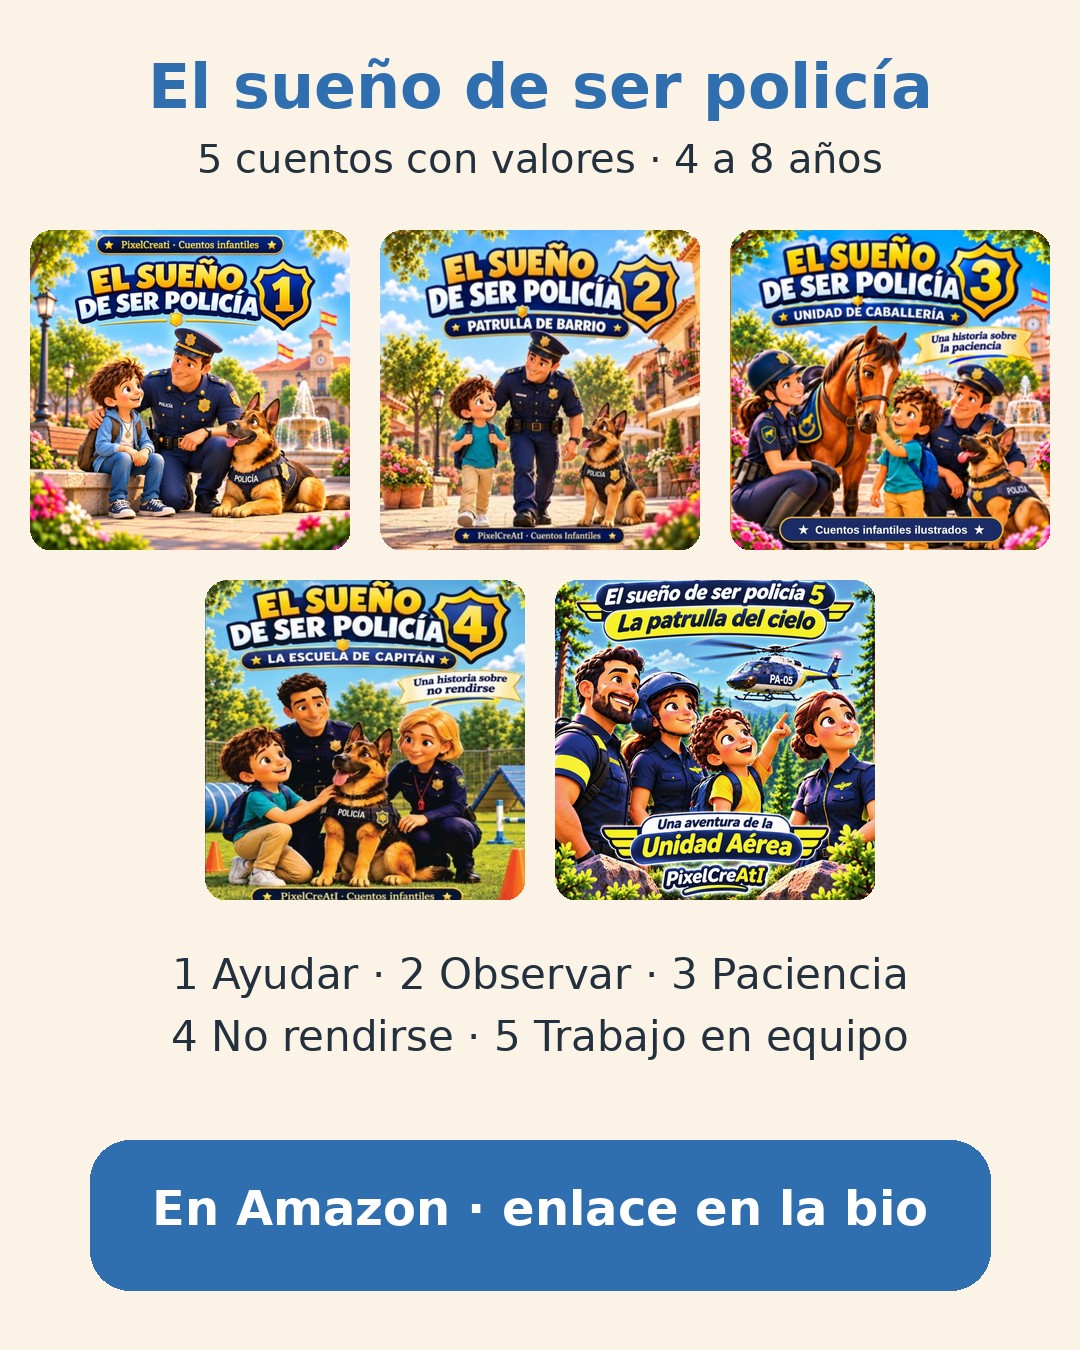 El sueño de ser policía
5 cuentos con valores · 4 a 8 años
★ PixelCreati · Cuentos infantiles ★
EL SUEÑO
DE SER POLICÍA 1
POLICÍA
POLICÍA
EL SUEÑO
DE SER POLICÍA 2
★ PATRULLA DE BARRIO ★
POLICÍA
★ PixelCreAtI · Cuentos Infantiles ★
EL SUEÑO
DE SER POLICÍA 3
★ UNIDAD DE CABALLERÍA ★
Una historia sobre
la paciencia
POLICÍA
★ Cuentos infantiles ilustrados ★
EL SUEÑO
DE SER POLICÍA 4
★ LA ESCUELA DE CAPITÁN ★
Una historia sobre
no rendirse
POLICÍA
★ PixelCreAtI · Cuentos infantiles ★
El sueño de ser policía 5
La patrulla del cielo
PA-05
Una aventura de la
Unidad Aérea
PixelCreAtI
1 Ayudar · 2 Observar · 3 Paciencia
4 No rendirse · 5 Trabajo en equipo
En Amazon · enlace en la bio